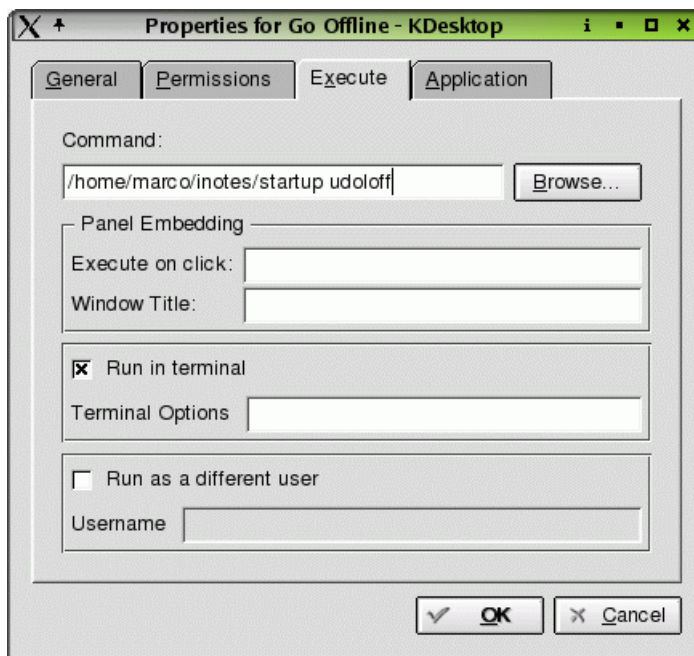 Properties for Go Offline - KDesktop
General Permissions Execute Application
Command:
/home/marco/inotes/startup udoloff
Browse...
Panel Embedding
Execute on click:
Window Title:
Run in terminal
Terminal Options
Run as a different user
Username
OK Cancel